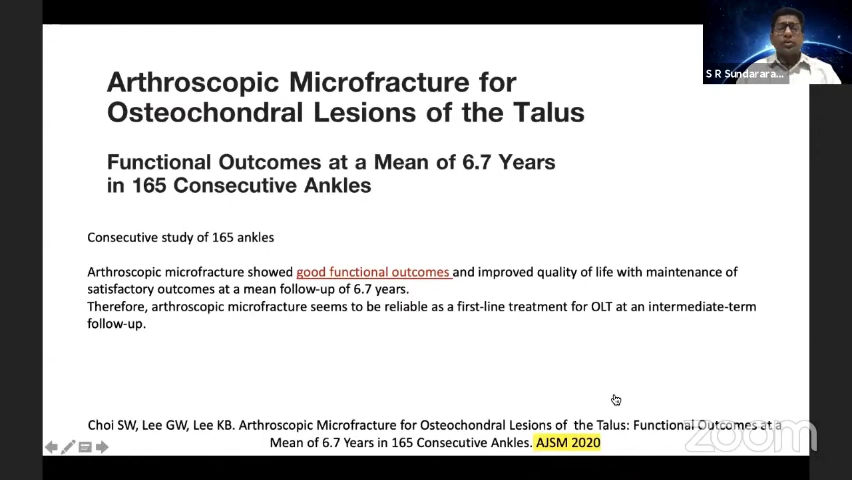 S R Sundarara...
Arthroscopic Microfracture for
Osteochondral Lesions of the Talus
Functional Outcomes at a Mean of 6.7 Years
in 165 Consecutive Ankles
Consecutive study of 165 ankles
Arthroscopic microfracture showed good functional outcomes and improved quality of life with maintenance of
satisfactory outcomes at a mean follow-up of 6.7 years.
Therefore, arthroscopic microfracture seems to be reliable as a first-line treatment for OLT at an intermediate-term
follow-up.
Choi SW, Lee GW, Lee KB. Arthroscopic Microfracture for Osteochondral Lesions of the Talus: Functional Outcomes at a
Mean of 6.7 Years in 165 Consecutive Ankles. AJSM 2020
zoom